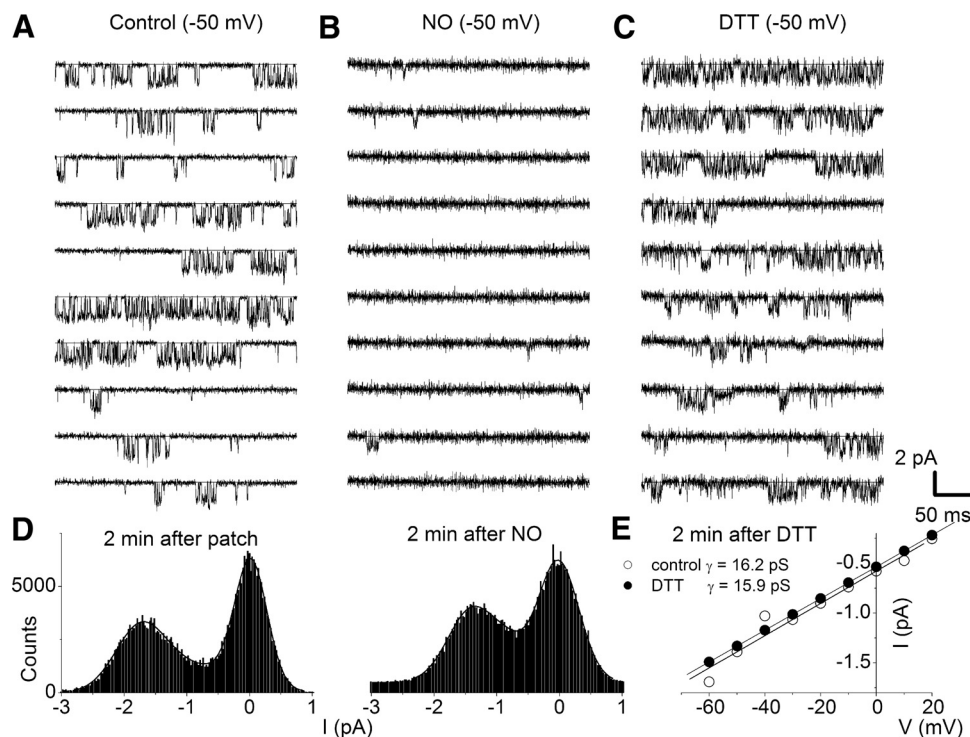 A Control (-50 mV) B NO (-50 mV) C DTT (-50 mV)
2 pA
50 ms
D 2 min after patch 2 min after NO E 2 min after DTT
control γ = 16.2 pS
DTT γ = 15.9 pS
Counts
5000
0
-3 -2 -1 0 1
-3 -2 -1 0 1
I (pA)
-0.5
-1.0
-1.5
I (pA)
-60 -40 -20 0 20
V (mV)